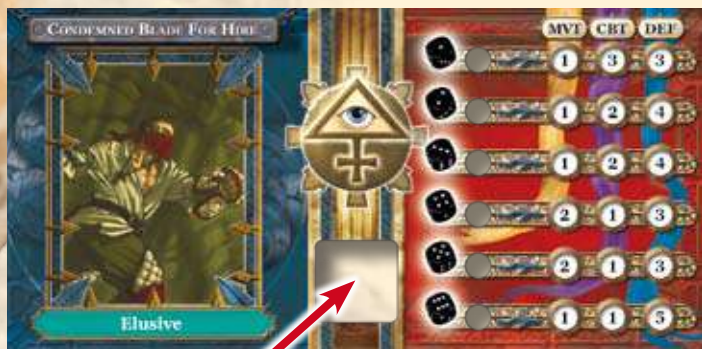 CONDEMNED BLADE FOR HIRE
Elusive
MVT CBT DEF
1 3 3
1 2 4
1 2 4
2 1 3
2 1 3
1 1 5